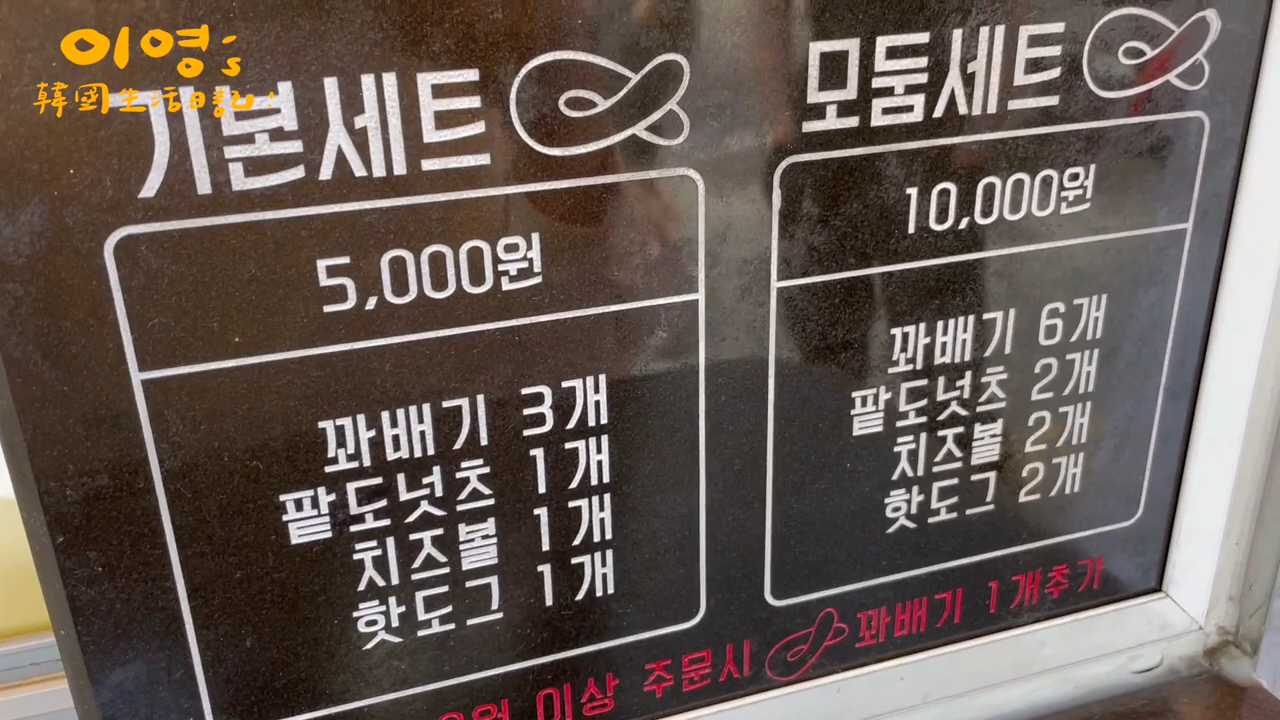 이영's
韓國生活日記!
기본세트
5,000원
꽈배기 3개
팥도넛츠 1개
치즈볼 1개
핫도그 1개
모둠세트
10,000원
꽈배기 6개
팥도넛츠 2개
치즈볼 2개
핫도그 2개
이상 주문시 꽈배기 1개추가